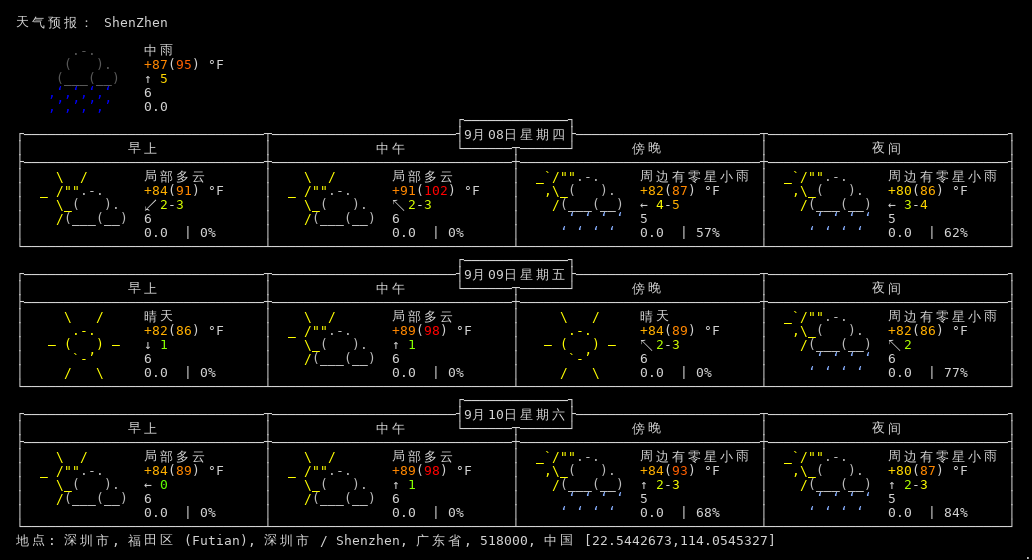 天气预报： ShenZhen
中雨
+87(95) °F
↑ 5
6
0.0
9月08日星期四
早上 中午 傍晚 夜间
局部多云 局部多云 周边有零星小雨 周边有零星小雨
+84(91) °F +91(102) °F +82(87) °F +80(86) °F
↙ 2-3 ↖ 2-3 ← 4-5 ← 3-4
6 6 5 5
0.0 | 0% 0.0 | 0% 0.0 | 57% 0.0 | 62%
9月09日星期五
早上 中午 傍晚 夜间
晴天 局部多云 晴天 周边有零星小雨
+82(86) °F +89(98) °F +84(89) °F +82(86) °F
↓ 1 ↑ 1 ↖ 2-3 ↖ 2
6 6 6 6
0.0 | 0% 0.0 | 0% 0.0 | 0% 0.0 | 77%
9月10日星期六
早上 中午 傍晚 夜间
局部多云 局部多云 周边有零星小雨 周边有零星小雨
+84(89) °F +89(98) °F +84(93) °F +80(87) °F
← 0 ↑ 1 ↑ 2-3 ↑ 2-3
6 6 5 5
0.0 | 0% 0.0 | 0% 0.0 | 68% 0.0 | 84%
地点: 深圳市, 福田区 (Futian), 深圳市 / Shenzhen, 广东省, 518000, 中国 [22.5442673,114.0545327]